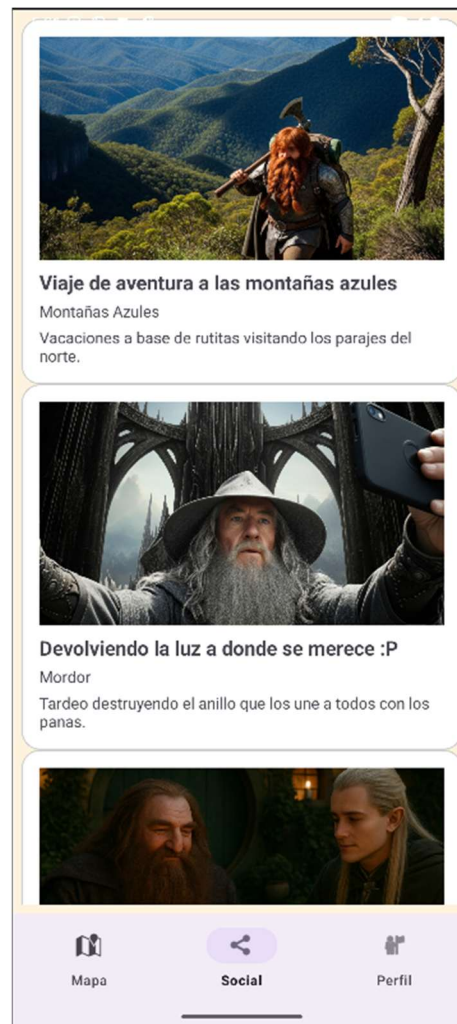 Viaje de aventura a las montañas azules
Montañas Azules
Vacaciones a base de rutitas visitando los parajes del
norte.
Devolviendo la luz a donde se merece :P
Mordor
Tardeo destruyendo el anillo que los une a todos con los
panas.
Mapa
Social
Perfil